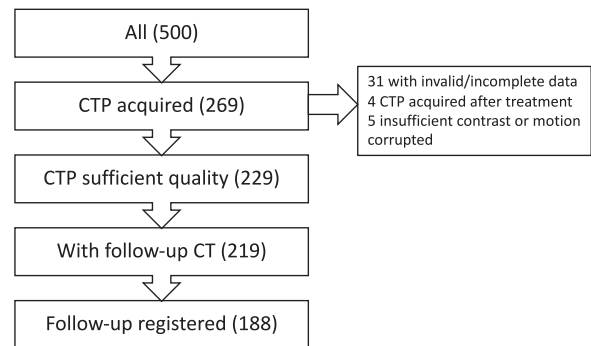 All (500)
CTP acquired (269)
31 with invalid/incomplete data
4 CTP acquired after treatment
5 insufficient contrast or motion
corrupted
CTP sufficient quality (229)
With follow-up CT (219)
Follow-up registered (188)